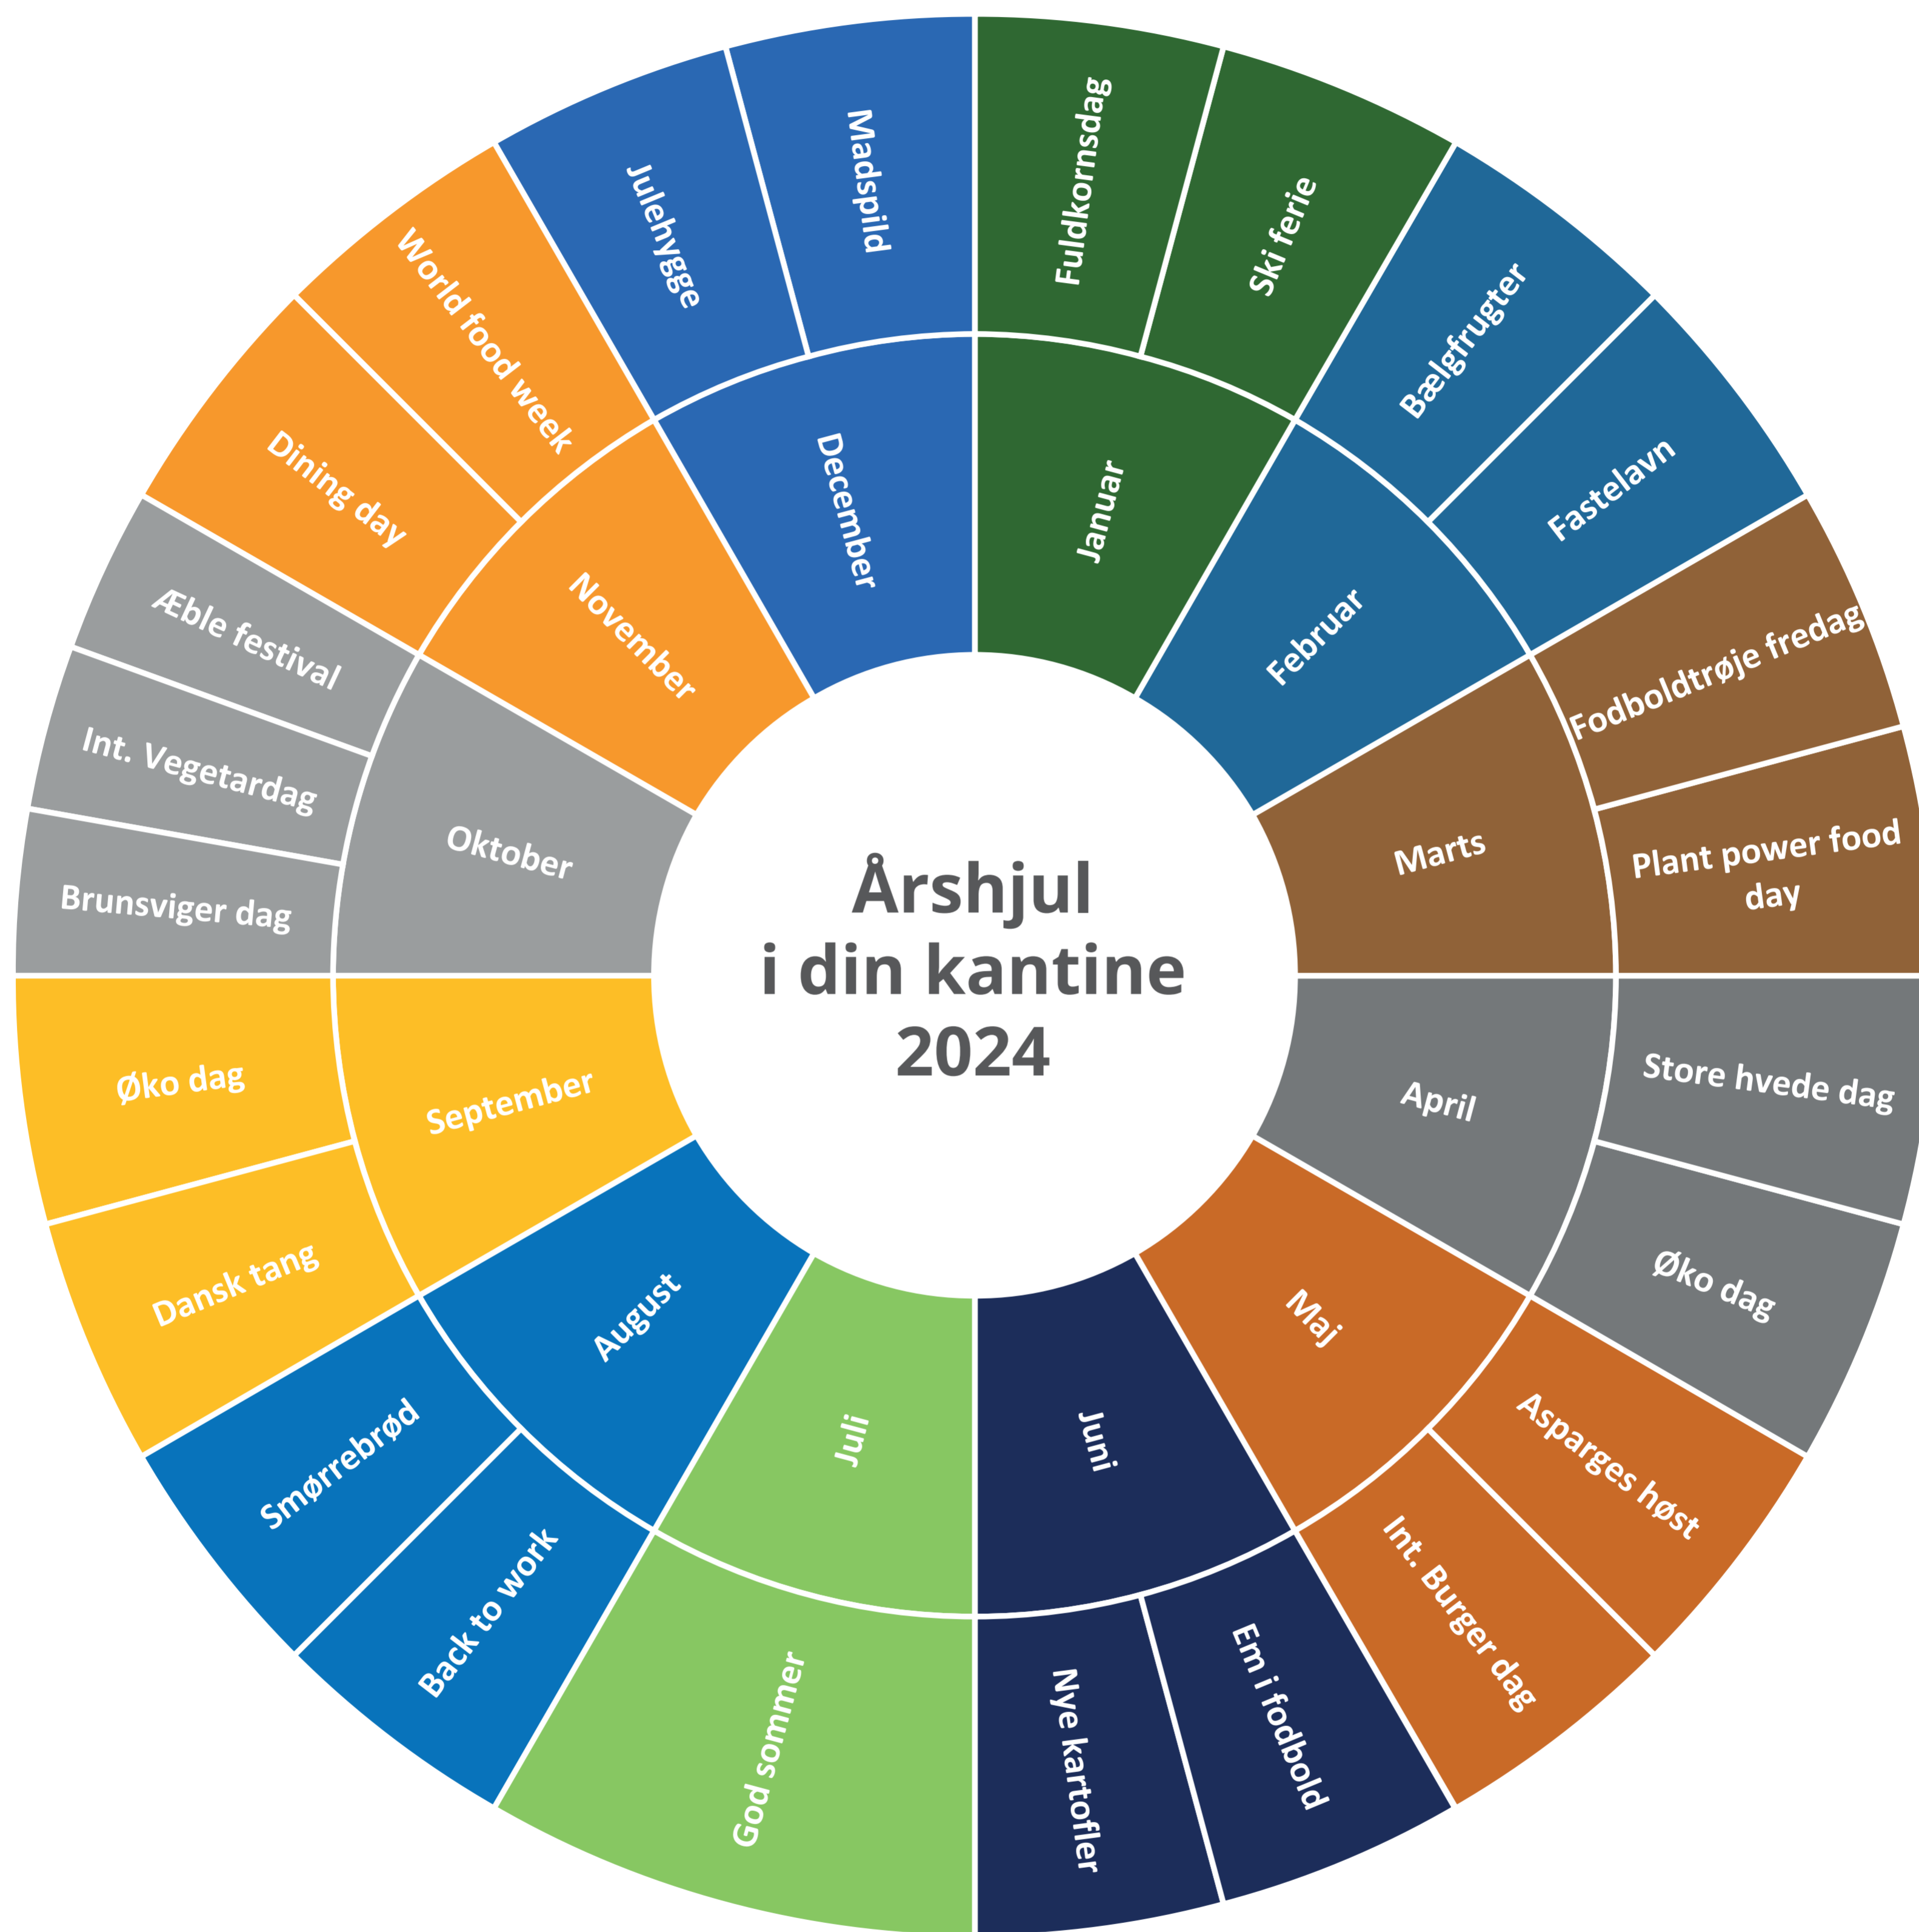 Årshjul
i din kantine
2024
Januar
Fuldkornsdag
Ski ferie
Februar
Bælgfrugter
Fastelavn
Marts
Fodboldtrøje fredag
Plant power food
day
April
Store hvede dag
Øko dag
Maj
Asparges høst
Int. Burger dag
Juni
Em i fodbold
Nye kartofler
Juli
God sommer
August
Back to work
Smørrebrød
September
Dansk tang
Øko dag
Oktober
Brunsviger dag
Int. Vegetardag
Æble festival
November
Dining day
World food week
December
Julehygge
Madspild